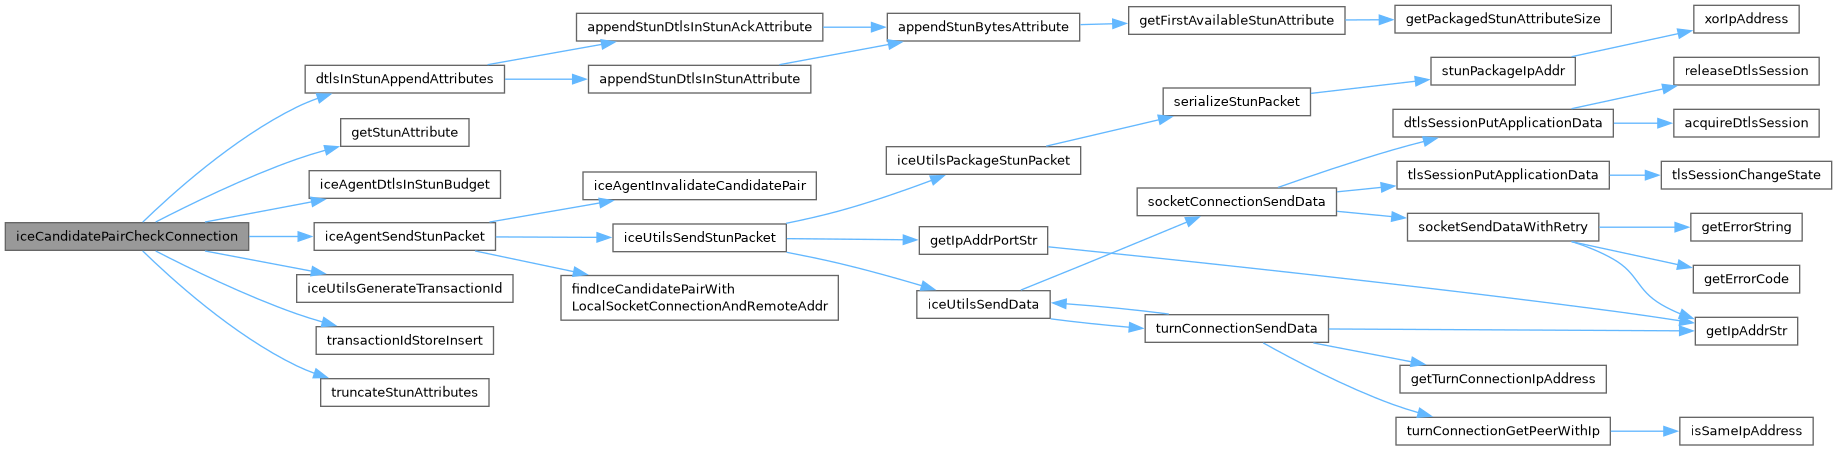 iceCandidatePairCheckConnection
dtlsInStunAppendAttributes
appendStunDtlsInStunAckAttribute
appendStunBytesAttribute
getFirstAvailableStunAttribute
getPackagedStunAttributeSize
appendStunDtlsInStunAttribute
getStunAttribute
iceAgentDtlsInStunBudget
iceAgentSendStunPacket
iceAgentInvalidateCandidatePair
iceUtilsSendStunPacket
iceUtilsPackageStunPacket
serializeStunPacket
stunPackageIpAddr
xorIpAddress
getIpAddrPortStr
iceUtilsSendData
socketConnectionSendData
dtlsSessionPutApplicationData
releaseDtlsSession
acquireDtlsSession
tlsSessionPutApplicationData
tlsSessionChangeState
socketSendDataWithRetry
getErrorString
getErrorCode
getIpAddrStr
turnConnectionSendData
getTurnConnectionIpAddress
turnConnectionGetPeerWithIp
isSameIpAddress
findIceCandidatePairWith
LocalSocketConnectionAndRemoteAddr
iceUtilsGenerateTransactionId
transactionIdStoreInsert
truncateStunAttributes